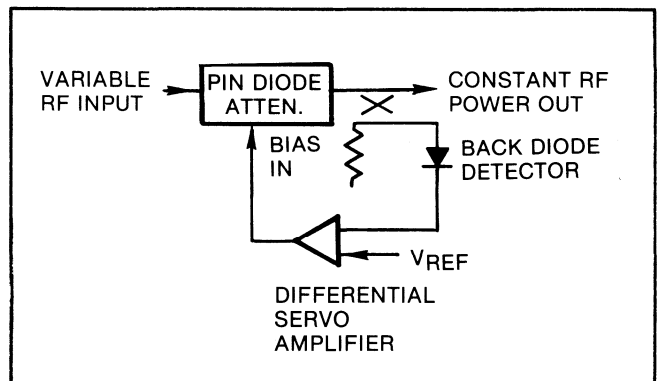 VARIABLE
RF INPUT
PIN DIODE
ATTEN.
CONSTANT RF
POWER OUT
BIAS
IN
BACK DIODE
DETECTOR
VREF
DIFFERENTIAL
SERVO
AMPLIFIER